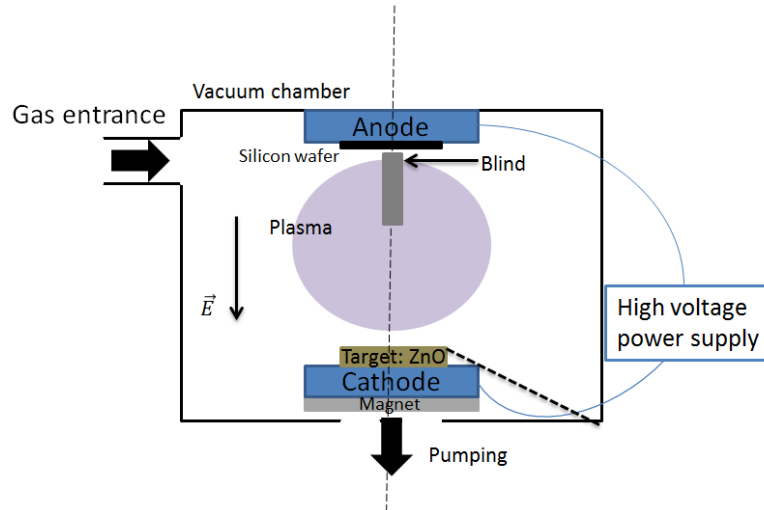 Vacuum chamber
Gas entrance
Anode
Silicon wafer
Blind
Plasma
E
High voltage
power supply
Target: ZnO
Cathode
Magnet
Pumping